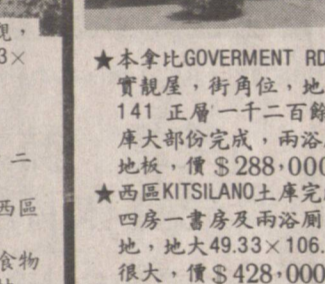 視，
3×
二
西區
食物
★本拿比GOVERMENT RD
實靚屋，街角位，地
141 正層一千二百餘
庫大部份完成，兩浴
地板，價＄288,000
★西區KITSILANO土庫完
四房一書房及兩浴厠
地，地大49.33×106.
很大，價＄428,000